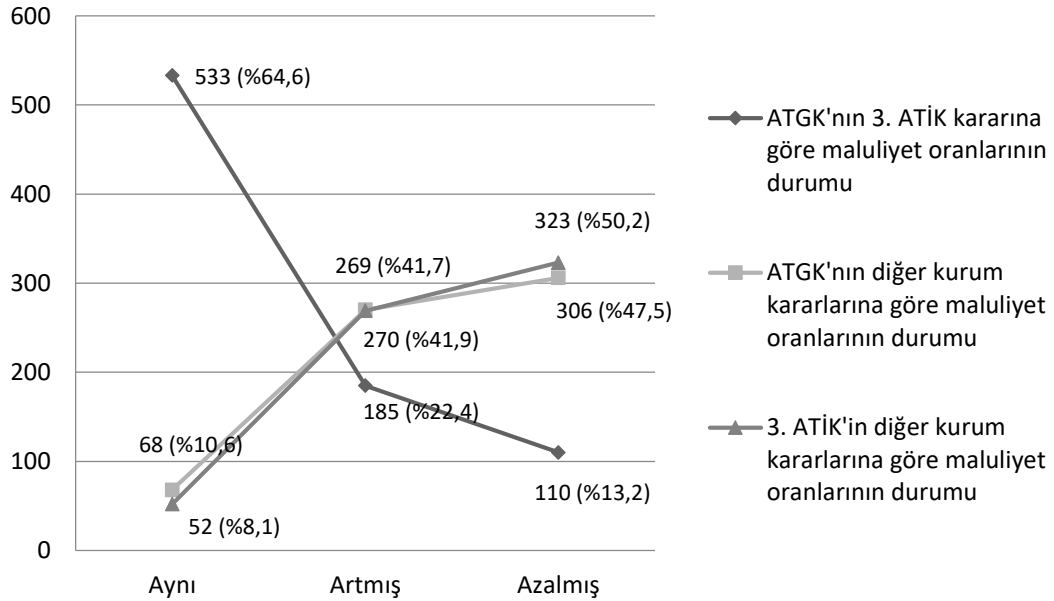 600
500
400
300
200
100
0
533 (%64,6)
323 (%50,2)
269 (%41,7)
306 (%47,5)
270 (%41,9)
185 (%22,4)
68 (%10,6)
110 (%13,2)
52 (%8,1)
Aynı
Artmış
Azalmış
ATGK'nın 3. ATİK kararına
göre maluliyet oranlarının
durumu
ATGK'nın diğer kurum
kararlarına göre maluliyet
oranlarının durumu
3. ATİK'in diğer kurum
kararlarına göre maluliyet
oranlarının durumu